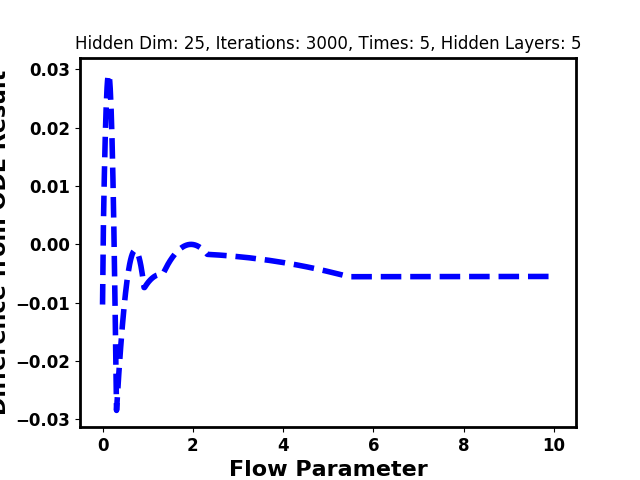 Hidden Dim: 25, Iterations: 3000, Times: 5, Hidden Layers: 5
Difference from ODE Result
0.03
0.02
0.01
0.00
−0.01
−0.02
−0.03
0 2 4 6 8 10
Flow Parameter